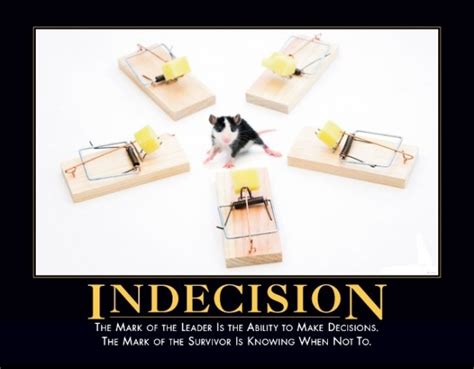 INDECISION
THE MARK OF THE LEADER IS THE ABILITY TO MAKE DECISIONS.
THE MARK OF THE SURVIVOR IS KNOWING WHEN NOT TO.